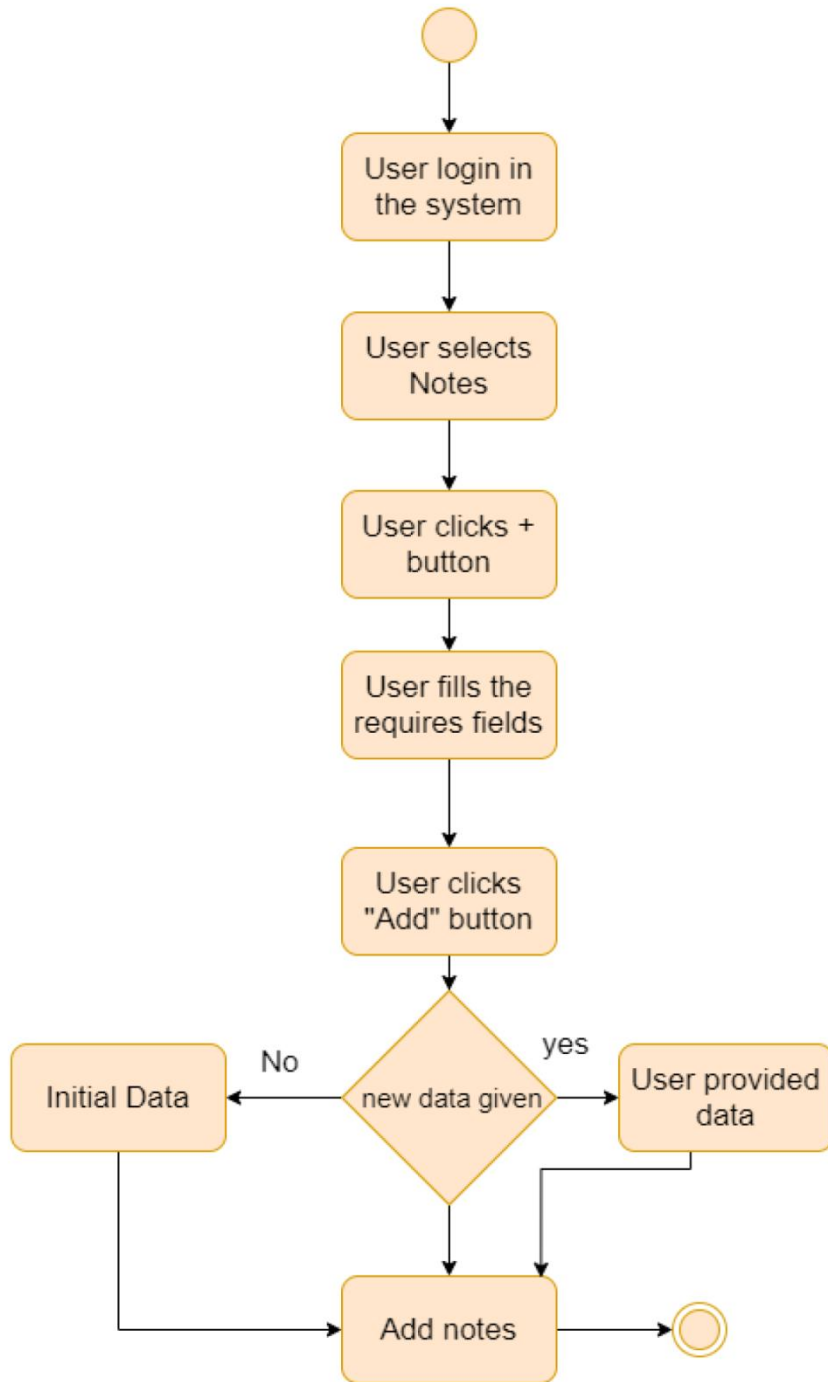 User login in
the system
User selects
Notes
User clicks +
button
User fills the
requires fields
User clicks
"Add" button
No
yes
Initial Data
new data given
User provided
data
Add notes